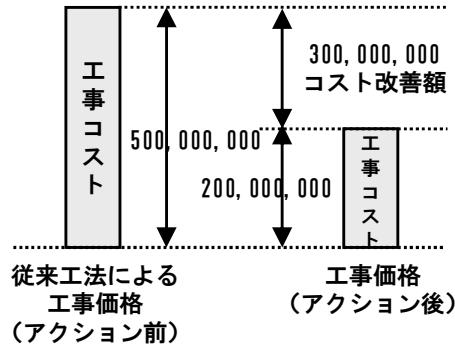 300,000,000
コスト改善額
工事コスト
500,000,000
200,000,000
工事コスト
従来工法による
工事価格
（アクション前）
工事価格
（アクション後）